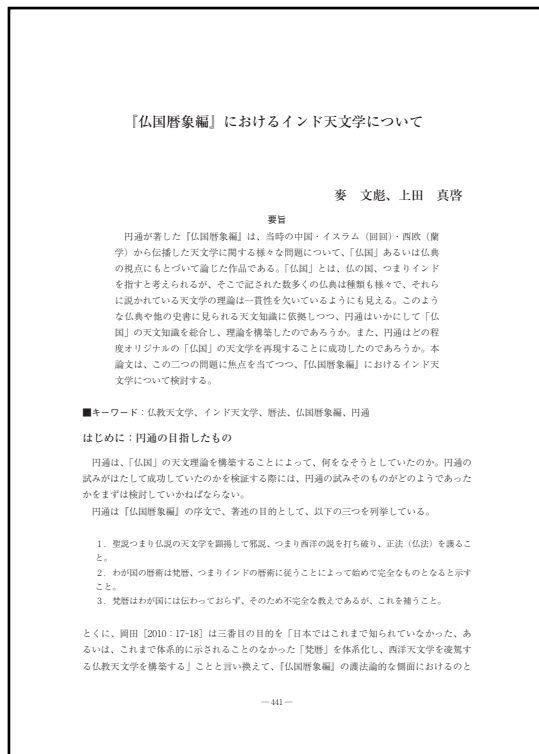 『仏国暦象編』におけるインド天文学について
麥　文彪、上田　真啓
要旨
円通が著した『仏国暦象編』は、当時の中国・イスラム（回回）・西欧（蘭
学）から伝播した天文学に関する様々な問題について、「仏国」あるいは仏典
の視点にもとづいて論じた作品である。「仏国」とは、仏の国、つまりインド
を指すと考えられるが、そこで記された数多くの仏典は種類も様々で、それら
に説かれている天文学の理論は一貫性を欠いているようにも見える。このよう
な仏典や他の史書に見られる天文知識に依拠しつつ、円通はいかにして「仏
国」の天文知識を総合し、理論を構築したのであろうか。また、円通はどの程
度オリジナルの「仏国」の天文学を再現することに成功したのであろうか。本
論文は、この二つの問題に焦点を当てつつ、『仏国暦象編』におけるインド天
文学について検討する。
■キーワード：仏教天文学、インド天文学、暦法、仏国暦象編、円通
はじめに：円通の目指したもの
円通は、「仏国」の天文理論を構築することによって、何をなそうとしていたのか。円通の
試みがはたして成功していたのかを検証する際には、円通の試みそのものがどのようであった
かをまずは検討していかねばならない。
円通は『仏国暦象編』の序文で、著述の目的として、以下の三つを列挙している。
1．聖説つまり仏説の天文学を顕揚して邪説、つまり西洋の説を打ち破り、正法（仏法）を護るこ
と。
2．わが国の暦術は梵暦、つまりインドの暦術に従うことによって始めて完全なものとなると示す
こと。
3．梵暦はわが国には伝わっておらず、そのため不完全な教えであるが、これを補うこと。
とくに、岡田［2010：17-18］は三番目の目的を「日本ではこれまで知られていなかった、あ
るいは、これまで体系的に示されることのなかった「梵暦」を体系化し、西洋天文学を凌駕す
る仏教天文学を構築する」ことと言い換えて、『仏国暦象編』の護法論的な側面におけるのと
― 441 ―